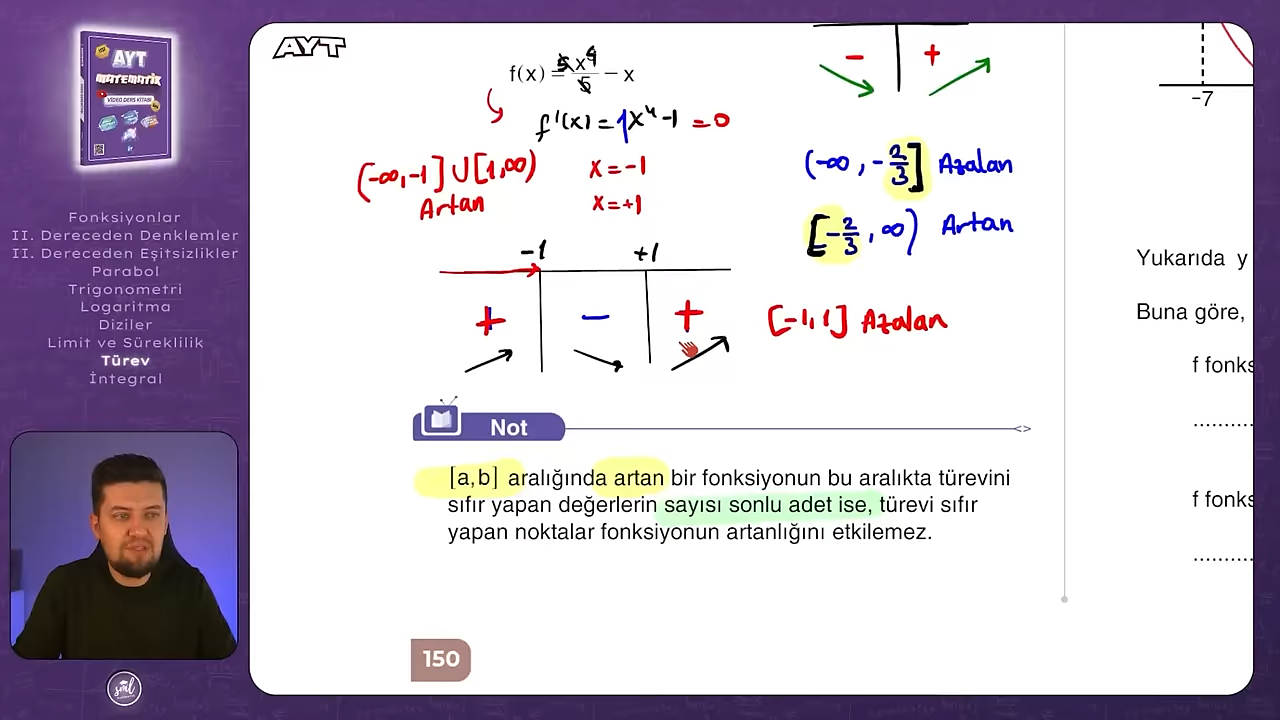 AYT
MATEMATİK
VİDEO DERS KİTABI
Fonksiyonlar
II. Dereceden Denklemler
II. Dereceden Eşitsizlikler
Parabol
Trigonometri
Logaritma
Diziler
Limit ve Süreklilik
Türev
İntegral
sml
AYT
f(x) = 5x⁴/5 − x
f'(x) = 1x⁴ - 1 = 0
(-∞, -1] ∪ [1, ∞)
Artan
x = -1
x = +1
-1 +1
+ - +
[-1, 1] Azalan
- +
(-∞, -2/3] Azalan
[-2/3, ∞) Artan
Not
[a,b] aralığında artan bir fonksiyonun bu aralıkta türevini
sıfır yapan değerlerin sayısı sonlu adet ise, türevi sıfır
yapan noktalar fonksiyonun artanlığını etkilemez.
150
-7
Yukarıda y
Buna göre,
f fonks
..........
f fonks
..........